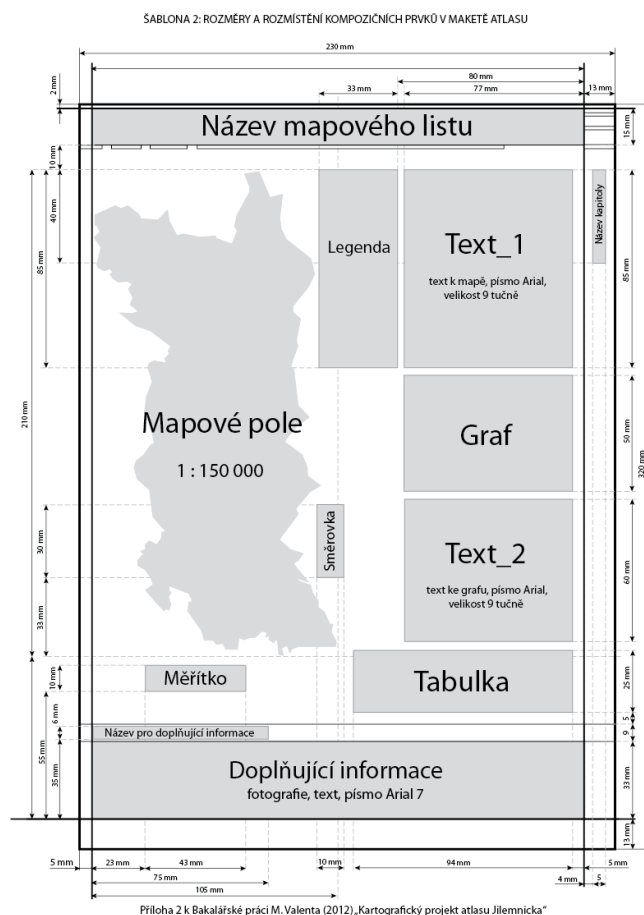 ŠABLONA 2: ROZMĚRY A ROZMÍSTĚNÍ KOMPOZIČNÍCH PRVKŮ V MAKETĚ ATLASU
230 mm
80 mm
33 mm
77 mm
13 mm
2 mm
Název mapového listu
15 mm
10 mm
40 mm
85 mm
210 mm
Legenda
Text_1
text k mapě, písmo Arial,
velikost 9 tučně
Název kapitoly
85 mm
Mapové pole
1 : 150 000
Graf
50 mm
320 mm
30 mm
33 mm
Směrovka
Text_2
text ke grafu, písmo Arial,
velikost 9 tučně
60 mm
Měřítko
10 mm
Tabulka
25 mm
6 mm
5
Název pro doplňující informace
9
55 mm
35 mm
Doplňující informace
fotografie, text, písmo Arial 7
33 mm
13 mm
5 mm
23 mm
43 mm
10 mm
94 mm
5 mm
75 mm
4 mm
5
105 mm
Příloha 2 k Bakalářské práci M. Valenta (2012) „Kartografický projekt atlasu Jilemnicka“